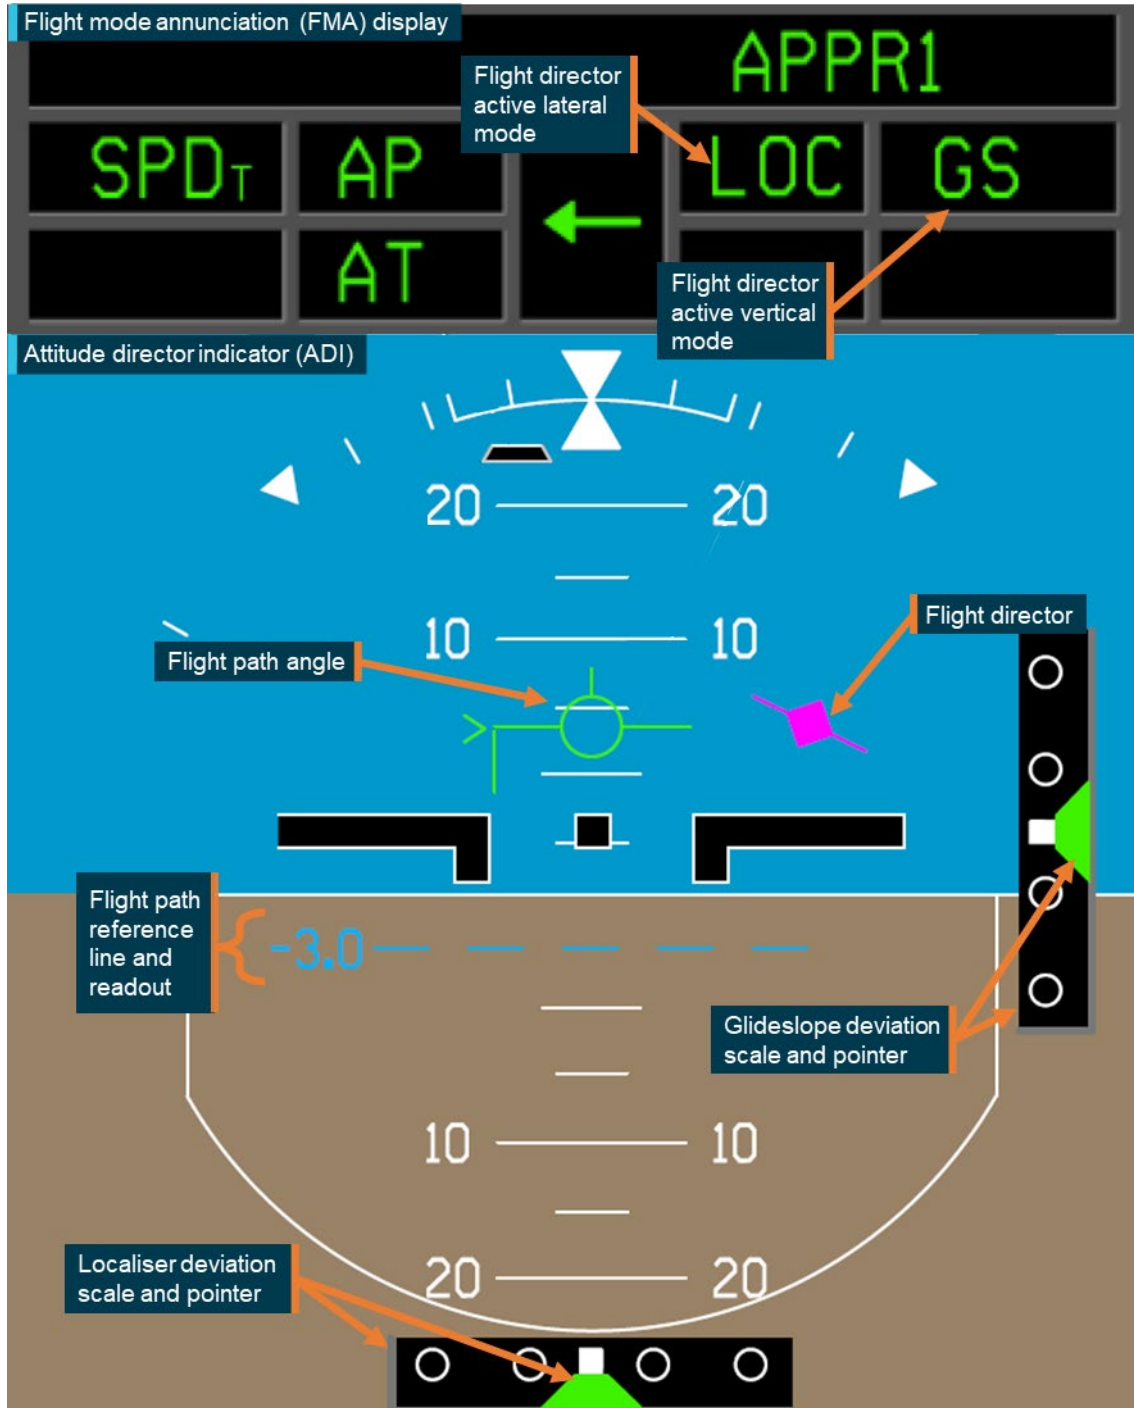 Flight mode annunciation (FMA) display
APPR1
Flight director
active lateral
mode
SPDT
AP
LOC
GS
AT
Flight director
active vertical
mode
Attitude director indicator (ADI)
20
20
10
10
Flight director
Flight path angle
Flight path
reference
line and
readout
-3.0
Glideslope deviation
scale and pointer
10
10
Localiser deviation
scale and pointer
20
20